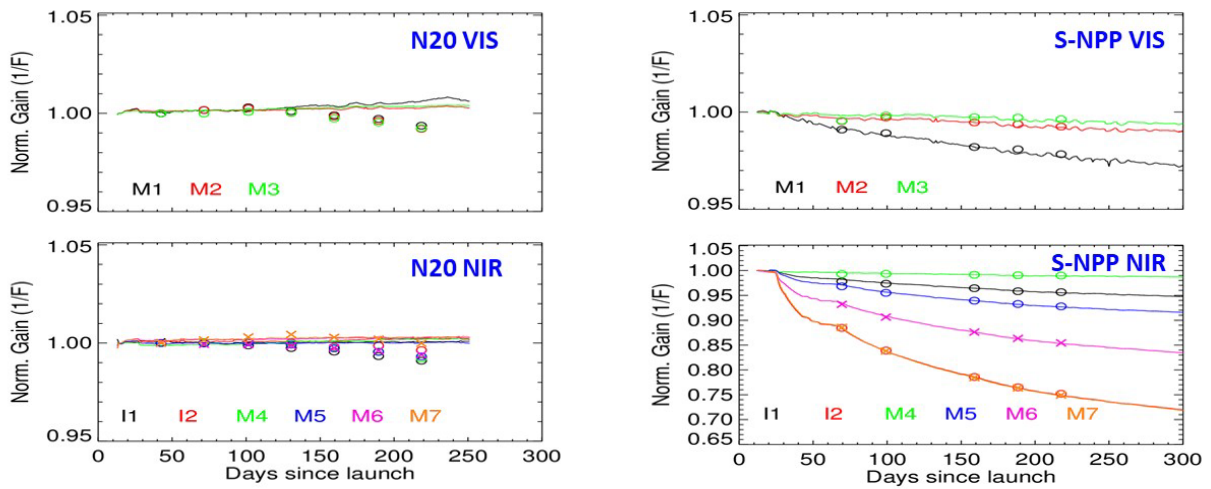 1.05
N20 VIS
Norm. Gain (1/F)
1.00
M1 M2 M3
0.95
1.05
S-NPP VIS
Norm. Gain (1/F)
1.00
M1 M2 M3
0.95
1.05
N20 NIR
Norm. Gain (1/F)
1.00
I1 I2 M4 M5 M6 M7
0.95
0 50 100 150 200 250 300
Days since launch
1.05
S-NPP NIR
1.00
0.95
Norm. Gain (1/F)
0.90
0.85
0.80
0.75
0.70
I1 I2 M4 M5 M6 M7
0.65
0 50 100 150 200 250 300
Days since launch